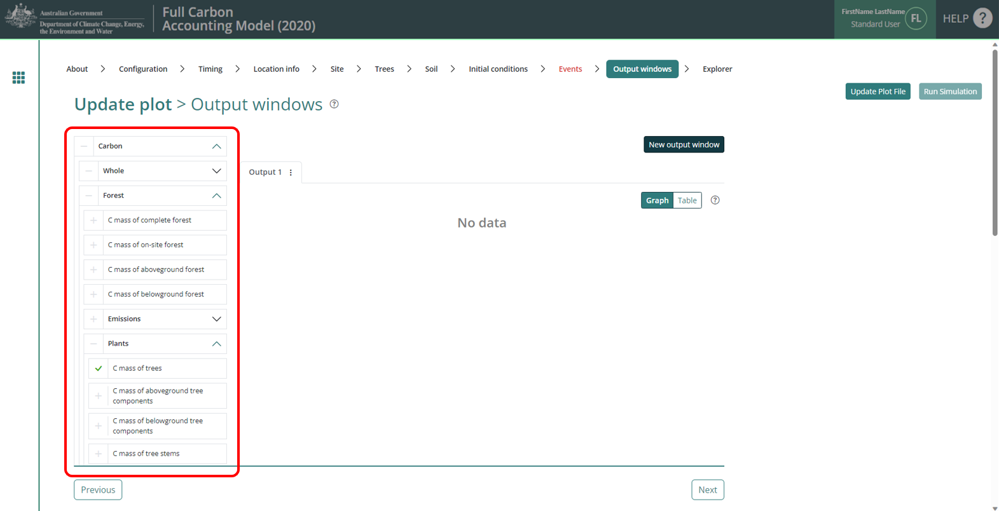 Australian Government
Department of Climate Change, Energy,
the Environment and Water
Full Carbon
Accounting Model (2020)
FirstName LastName
Standard User
FL
HELP ?
About
Configuration
Timing
Location info
Site
Trees
Soil
Initial conditions
Events
Output windows
Explorer
Update Plot File
Run Simulation
Update plot > Output windows ?
Carbon
New output window
Whole
Output 1
Forest
Graph
Table
?
C mass of complete forest
No data
C mass of on-site forest
C mass of aboveground forest
C mass of belowground forest
Emissions
Plants
C mass of trees
C mass of aboveground tree
components
C mass of belowground tree
components
C mass of tree stems
Previous
Next